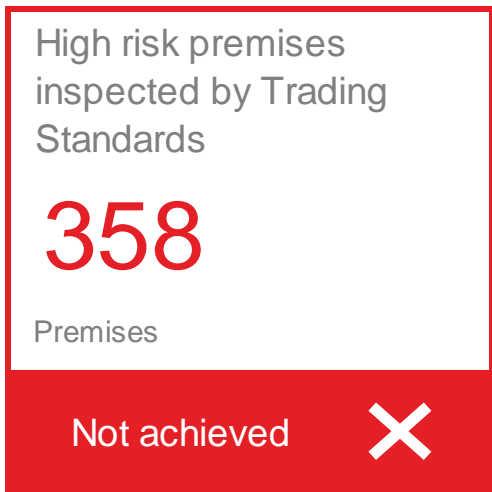 High risk premises
inspected by Trading
Standards
358
Premises
Not achieved